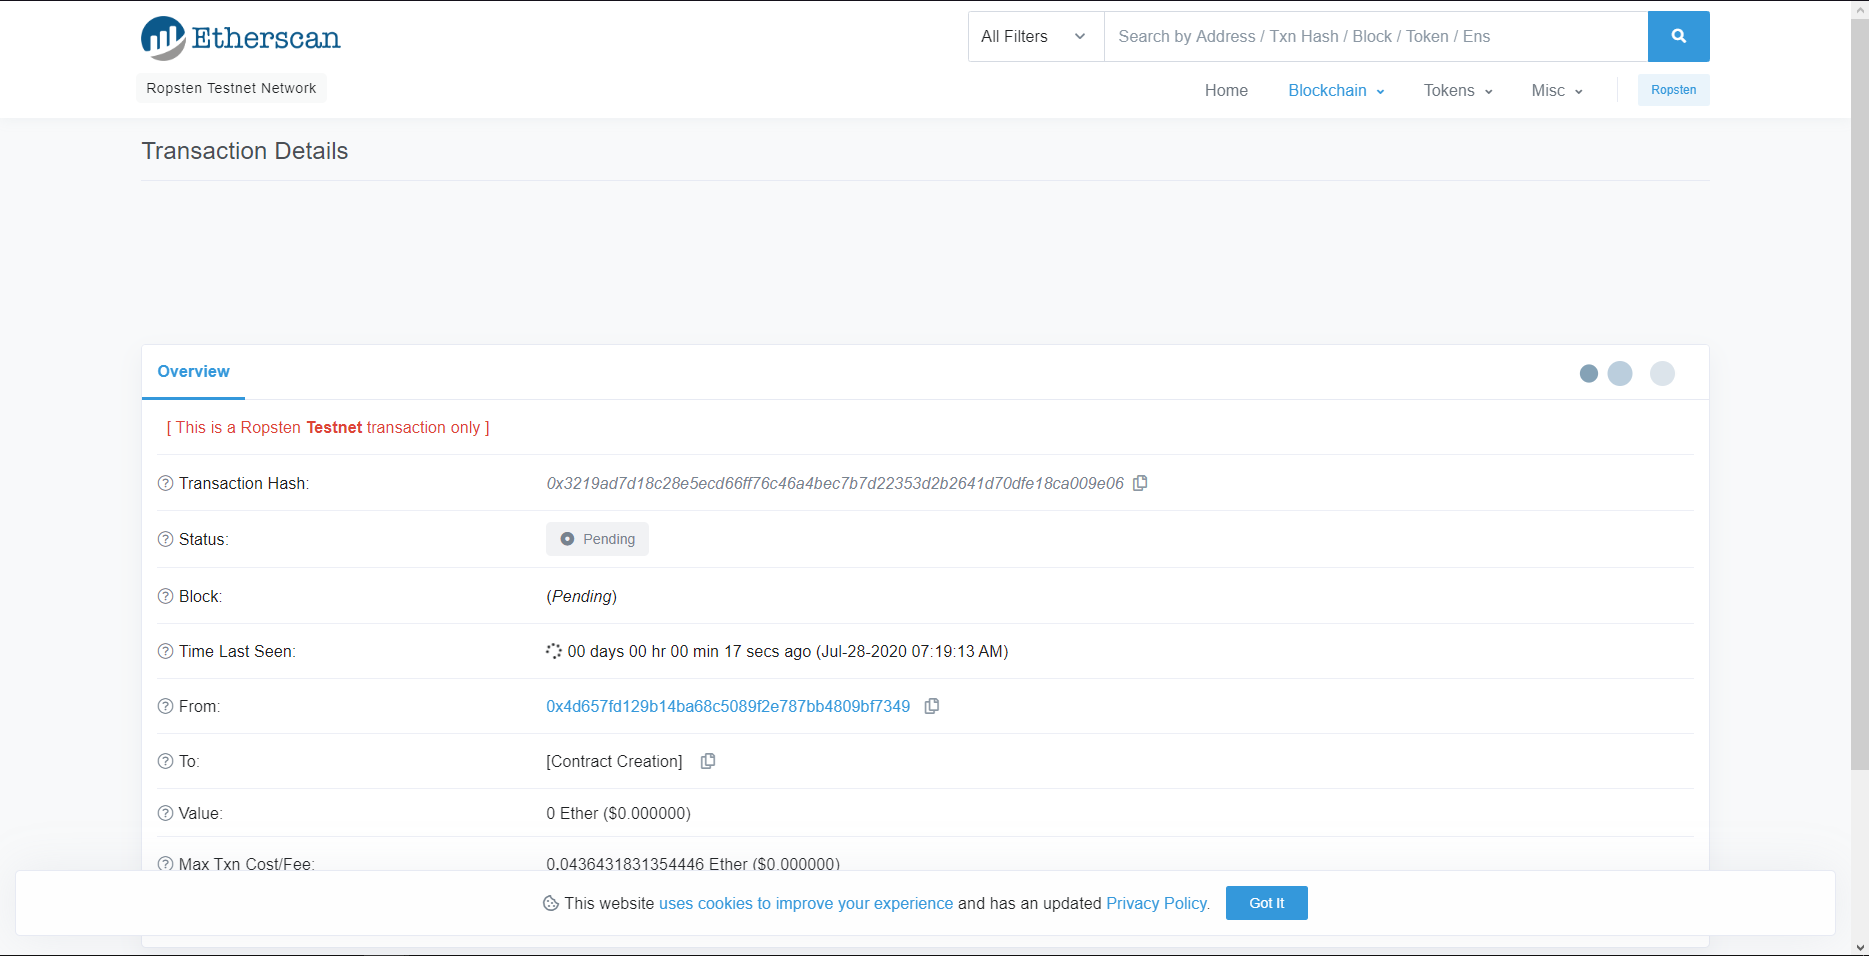 Etherscan
All Filters
Search by Address / Txn Hash / Block / Token / Ens
Ropsten Testnet Network
Home Blockchain Tokens Misc Ropsten
Transaction Details
Overview
[ This is a Ropsten Testnet transaction only ]
Transaction Hash: 0x3219ad7d18c28e5ecd66ff76c46a4bec7b7d22353d2b2641d70dfe18ca009e06
Status: Pending
Block: (Pending)
Time Last Seen: 00 days 00 hr 00 min 17 secs ago (Jul-28-2020 07:19:13 AM)
From: 0x4d657fd129b14ba68c5089f2e787bb4809bf7349
To: [Contract Creation]
Value: 0 Ether ($0.000000)
Max Txn Cost/Fee: 0.0436431831354446 Ether ($0.000000)
This website uses cookies to improve your experience and has an updated Privacy Policy. Got It